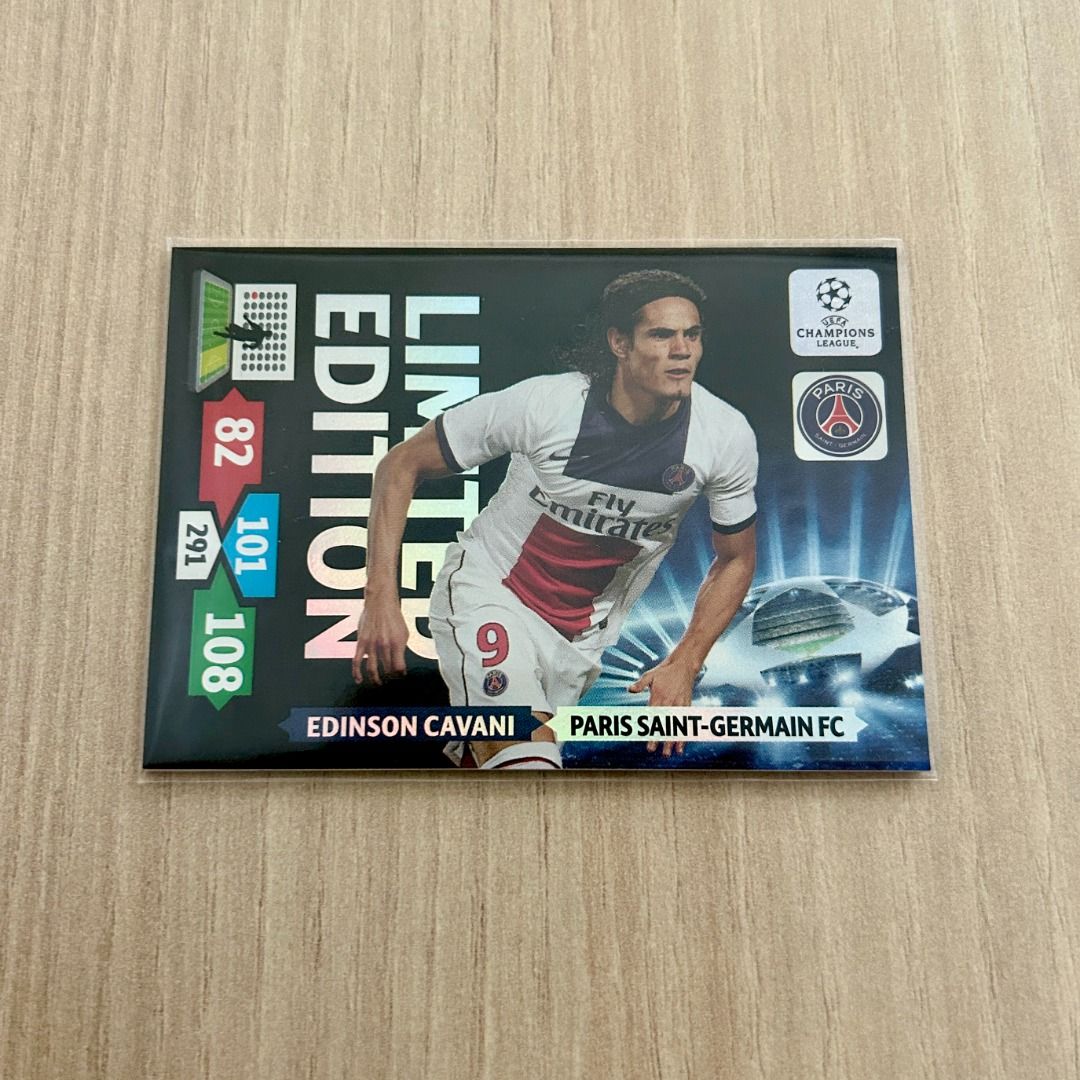 LIMITED
EDITION
82
101
291
108
UEFA
CHAMPIONS
LEAGUE
PARIS
SAINT-GERMAIN
Fly
Emirates
9
EDINSON CAVANI
PARIS SAINT-GERMAIN FC